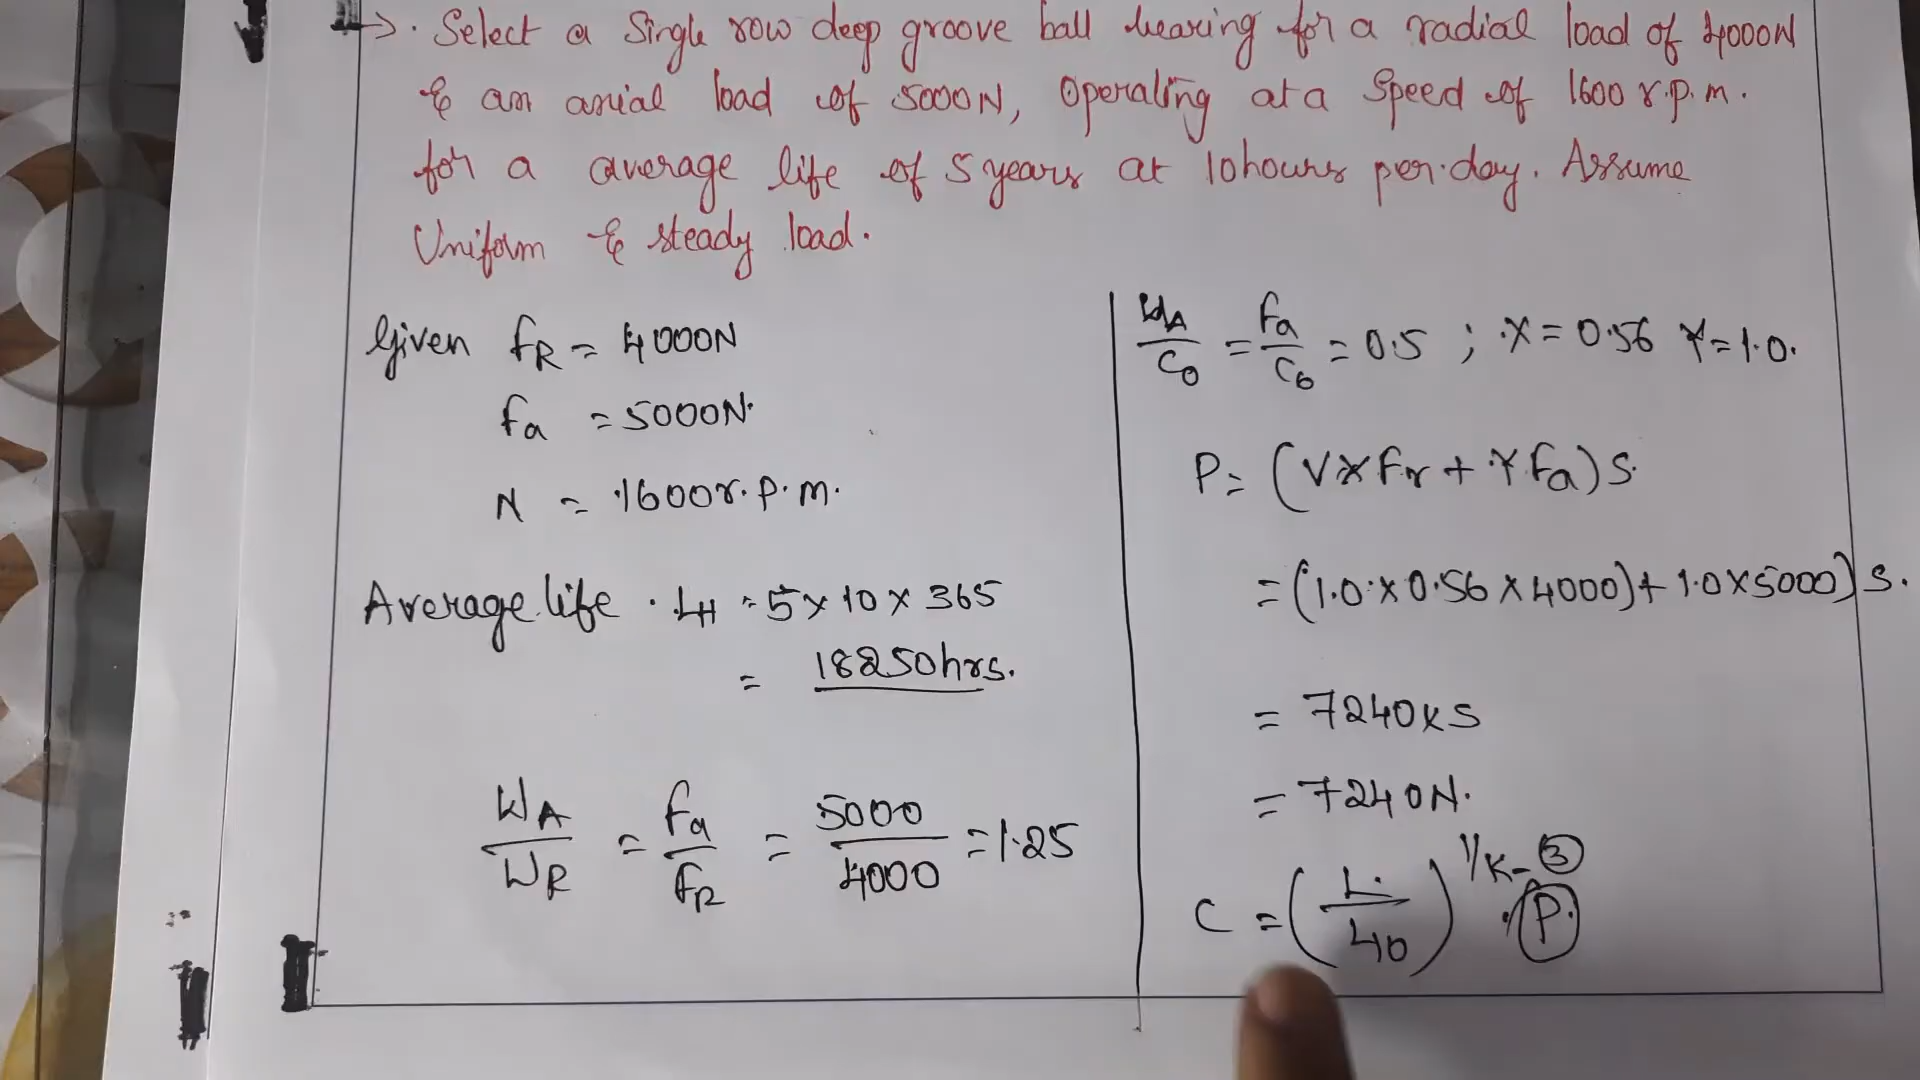 → . Select a Single row deep groove ball bearing for a radial load of 4000N
& an axial load of 5000N, Operating at a Speed of 1600 r.p.m.
for a average life of 5 years at 10 hours per day. Assume
Uniform & steady load.
Given fR = 4000N
fa = 5000N.
N = 1600 r.p.m.
Average life . LH = 5 x 10 x 365
= 18250 hrs.
WA/WR = Fa/FR = 5000/4000 = 1.25
WA/C0 = Fa/C0 = 0.5 ; X = 0.56 Y = 1.0.
P = (VXFr + YFa) S.
= (1.0 x 0.56 x 4000) + 1.0 x 5000) S.
= 7240 x S
= 7240N.
C = (L/L10)^1/K-③ . P.